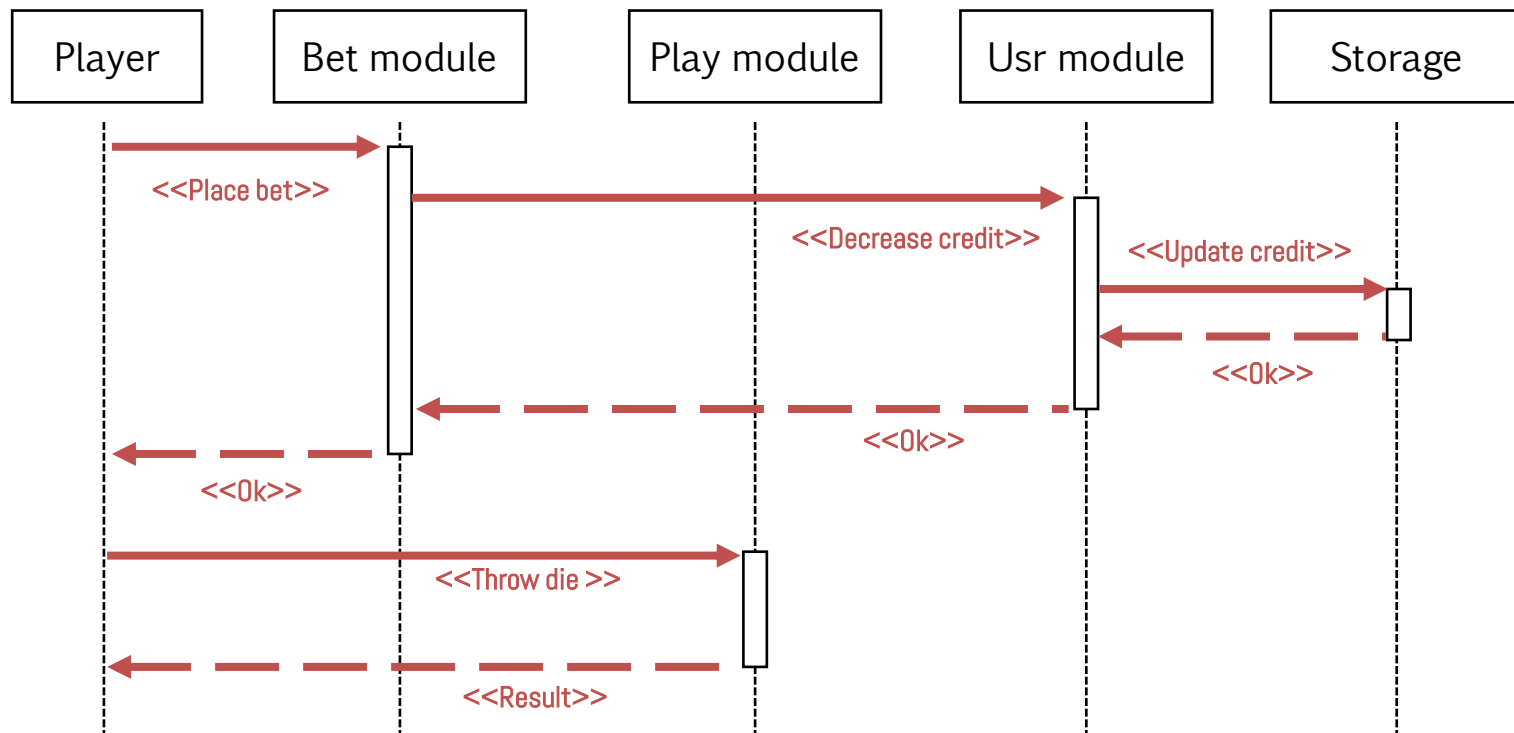 Player
Bet module
Play module
Usr module
Storage
<<Place bet>>
<<Decrease credit>>
<<Update credit>>
<<Ok>>
<<Ok>>
<<Ok>>
<<Throw die >>
<<Result>>